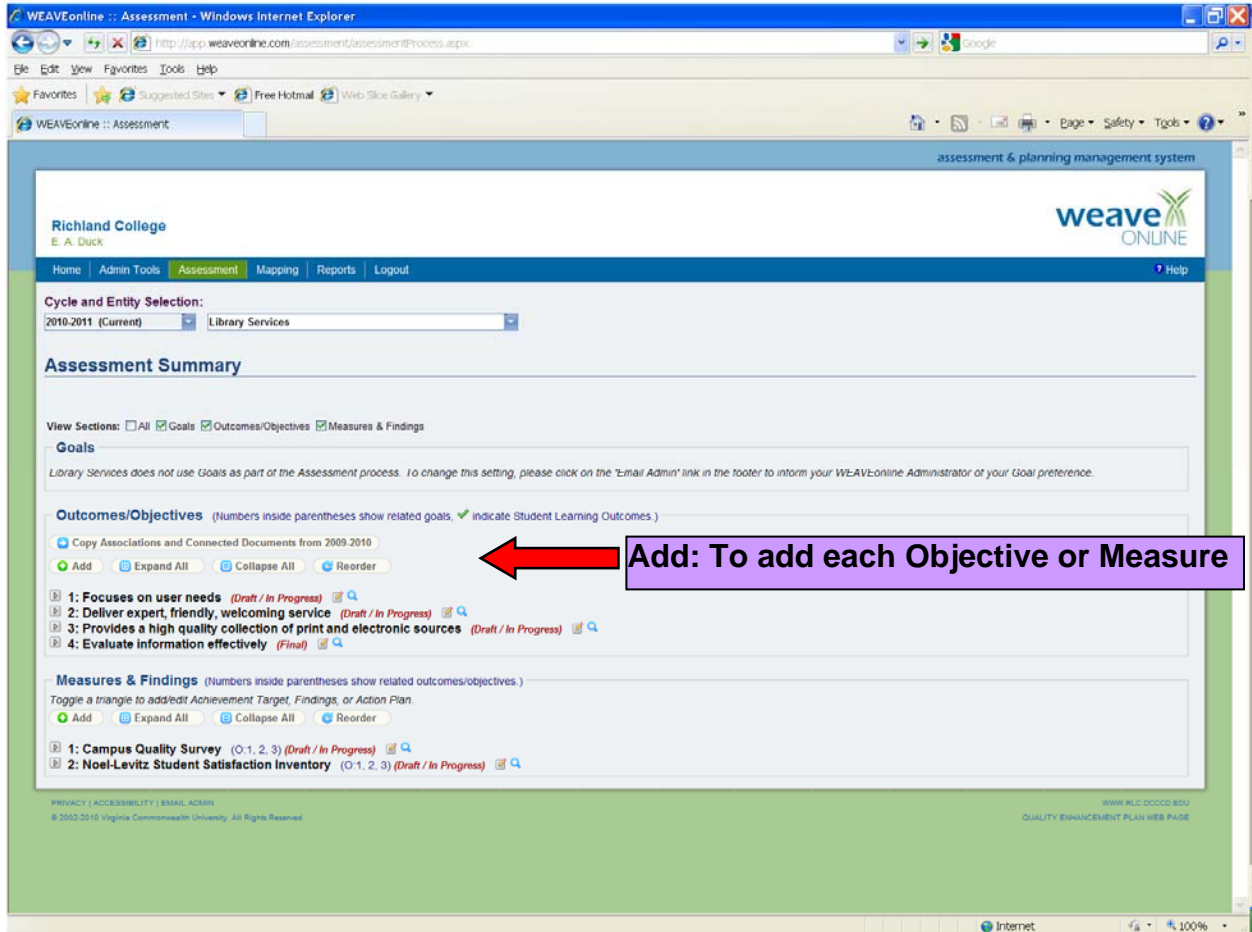 WEAVEonline :: Assessment - Windows Internet Explorer
http://app.weaveonline.com/assessment/assessmentProcess.aspx
Google
File Edit View Favorites Tools Help
Favorites Suggested Sites Free Hotmail Web Slice Gallery
WEAVEonline :: Assessment Page Safety Tools
assessment & planning management system
Richland College
E. A. Duck
weave
ONLINE
Home Admin Tools Assessment Mapping Reports Logout ? Help
Cycle and Entity Selection:
2010-2011 (Current) Library Services
Assessment Summary
View Sections: All Goals Outcomes/Objectives Measures & Findings
Goals
Library Services does not use Goals as part of the Assessment process. To change this setting, please click on the 'Email Admin' link in the footer to inform your WEAVEonline Administrator of your Goal preference.
Outcomes/Objectives (Numbers inside parentheses show related goals, ✔ indicate Student Learning Outcomes.)
Copy Associations and Connected Documents from 2009-2010
Add Expand All Collapse All Reorder
Add: To add each Objective or Measure
1: Focuses on user needs (Draft / In Progress)
2: Deliver expert, friendly, welcoming service (Draft / In Progress)
3: Provides a high quality collection of print and electronic sources (Draft / In Progress)
4: Evaluate information effectively (Final)
Measures & Findings (Numbers inside parentheses show related outcomes/objectives.)
Toggle a triangle to add/edit Achievement Target, Findings, or Action Plan.
Add Expand All Collapse All Reorder
1: Campus Quality Survey (O:1, 2, 3) (Draft / In Progress)
2: Noel-Levitz Student Satisfaction Inventory (O:1, 2, 3) (Draft / In Progress)
PRIVACY | ACCESSIBILITY | EMAIL ADMIN WWW.RLC.DCCCD.EDU
© 2002-2010 Virginia Commonwealth University. All Rights Reserved. QUALITY ENHANCEMENT PLAN WEB PAGE
Internet 100%